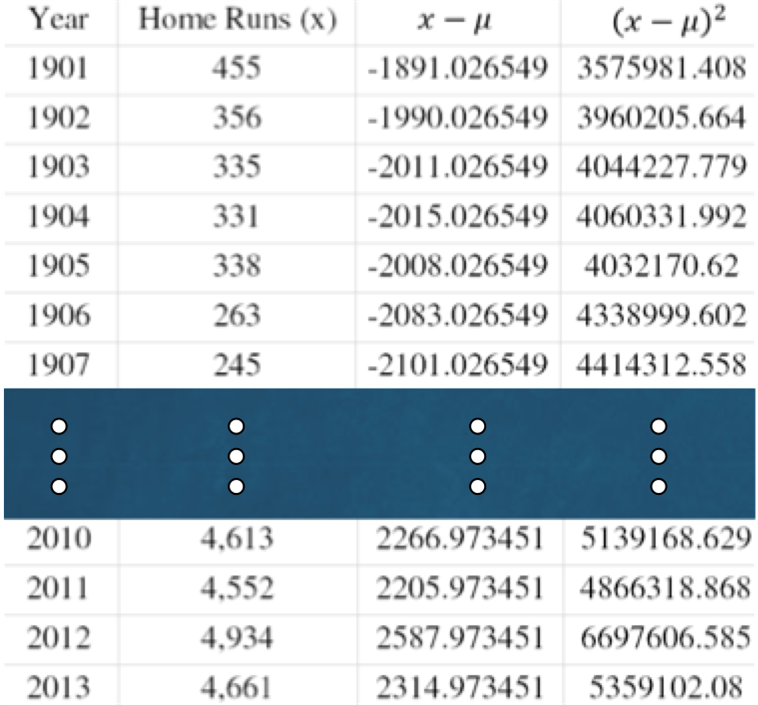 Year Home Runs (x) x − μ (x − μ)²
1901 455 -1891.026549 3575981.408
1902 356 -1990.026549 3960205.664
1903 335 -2011.026549 4044227.779
1904 331 -2015.026549 4060331.992
1905 338 -2008.026549 4032170.62
1906 263 -2083.026549 4338999.602
1907 245 -2101.026549 4414312.558
2010 4,613 2266.973451 5139168.629
2011 4,552 2205.973451 4866318.868
2012 4,934 2587.973451 6697606.585
2013 4,661 2314.973451 5359102.08